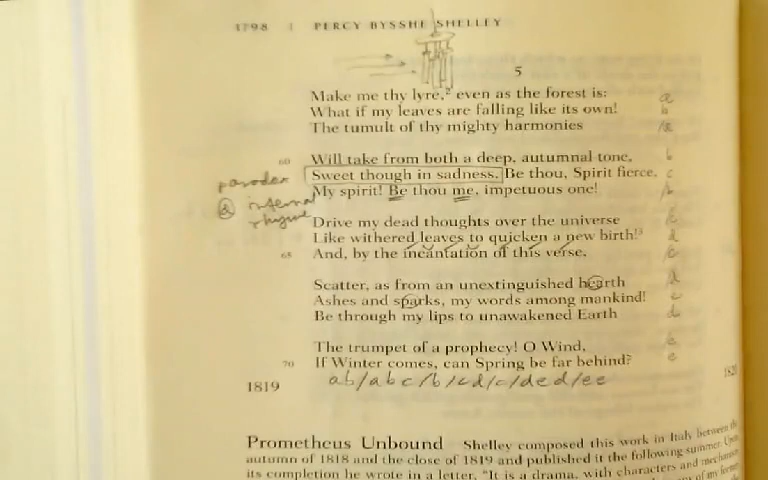 1798 | PERCY BYSSHE SHELLEY
5
Make me thy lyre,² even as the forest is: a
What if my leaves are falling like its own! b
The tumult of thy mighty harmonies /a
60 Will take from both a deep, autumnal tone, b
Sweet though in sadness. Be thou, Spirit fierce, c
My spirit! Be thou me, impetuous one! /b
paradox
@ internal
rhyme
Drive my dead thoughts over the universe c
Like withered leaves to quicken a new birth!³ d
65 And, by the incantation of this verse, c
Scatter, as from an unextinguished hearth d
Ashes and sparks, my words among mankind! e
Be through my lips to unawakened Earth d
The trumpet of a prophecy! O Wind, e
70 If Winter comes, can Spring be far behind? e
ab/abc/b/cd/c/ded/ee
1819 1820
Prometheus Unbound Shelley composed this work in Italy between the
autumn of 1818 and the close of 1819 and published it the following summer. Upon
its completion he wrote in a letter, "It is a drama, with characters and mechanism